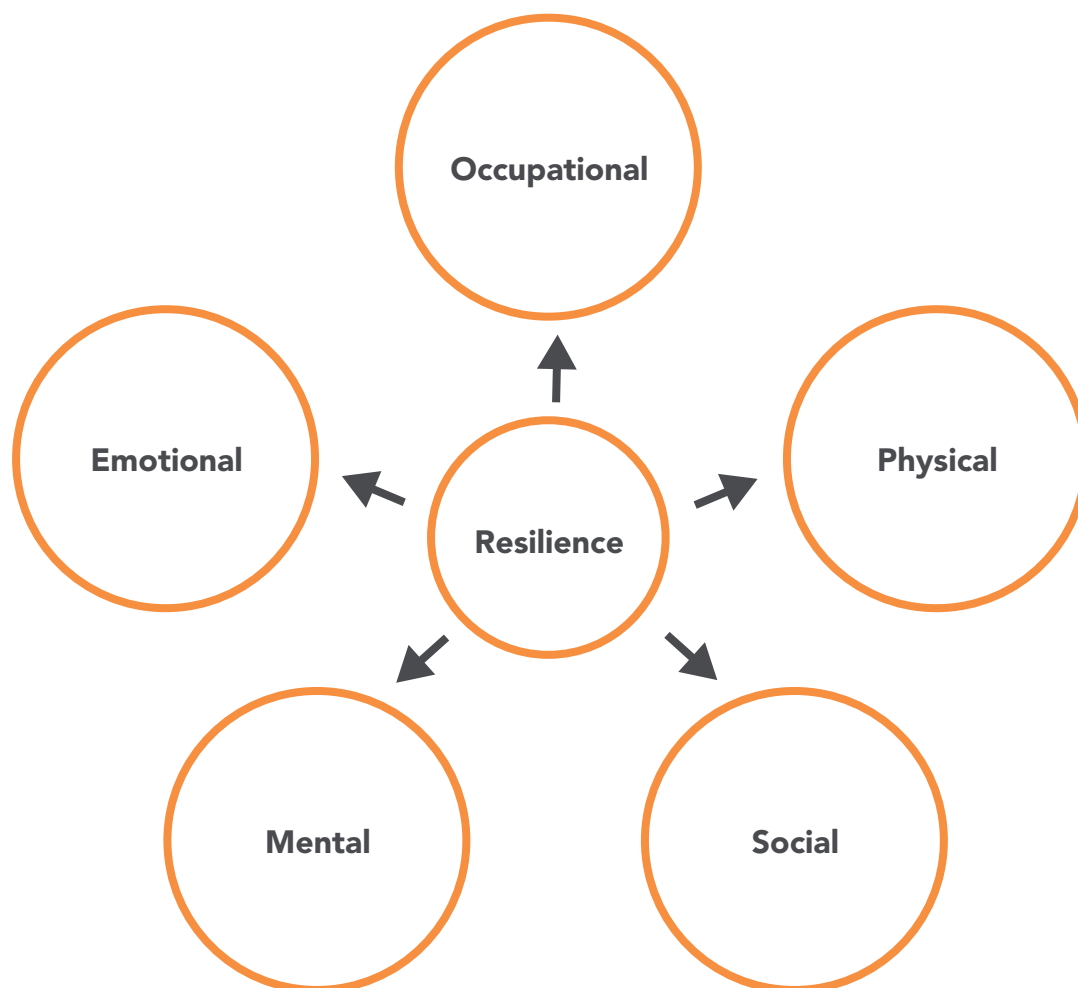 Occupational
Emotional
Physical
Resilience
Mental
Social